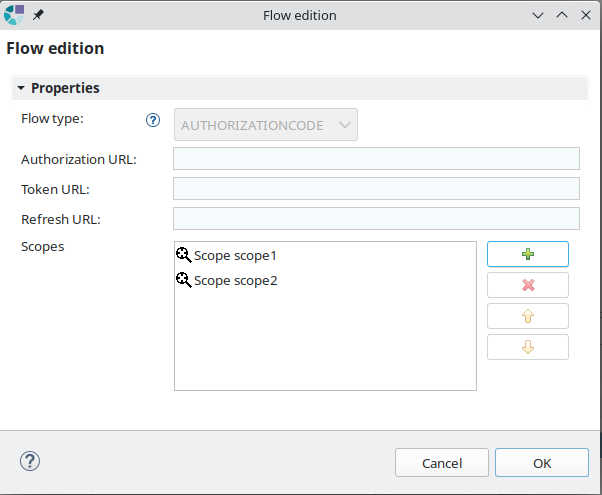 Flow edition
Flow edition
Properties
Flow type:
AUTHORIZATIONCODE
Authorization URL:
Token URL:
Refresh URL:
Scopes
Scope scope1
Scope scope2
Cancel
OK